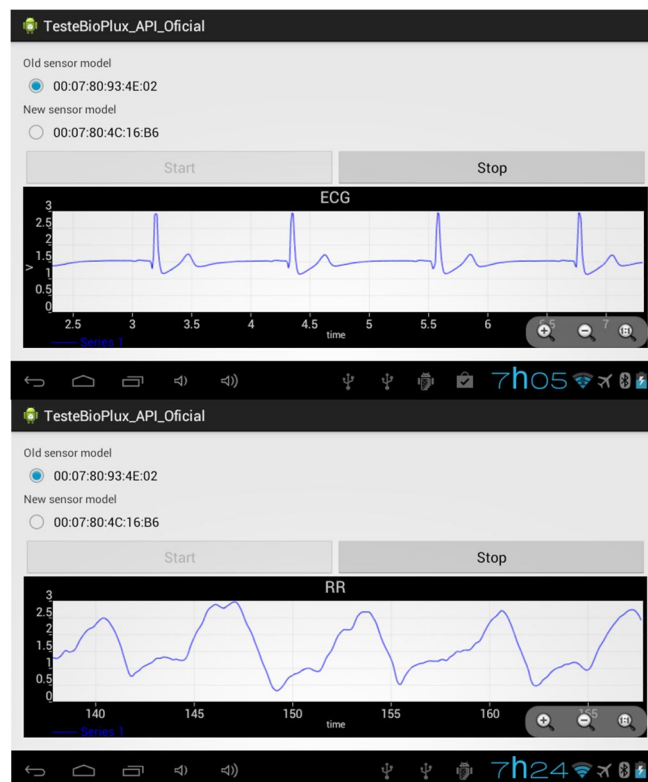 TesteBioPlux_API_Oficial
Old sensor model
00:07:80:93:4E:02
New sensor model
00:07:80:4C:16:B6
Start Stop
ECG
3
2.5
2
1.5
1
0.5
0
V
2.5 3 3.5 4 4.5 5 5.5 6 6.5 7
time
Series 1
7h05
TesteBioPlux_API_Oficial
Old sensor model
00:07:80:93:4E:02
New sensor model
00:07:80:4C:16:B6
Start Stop
RR
3
2.5
2
1.5
1
0.5
0
140 145 150 155 160 165
time
Series 1
7h24